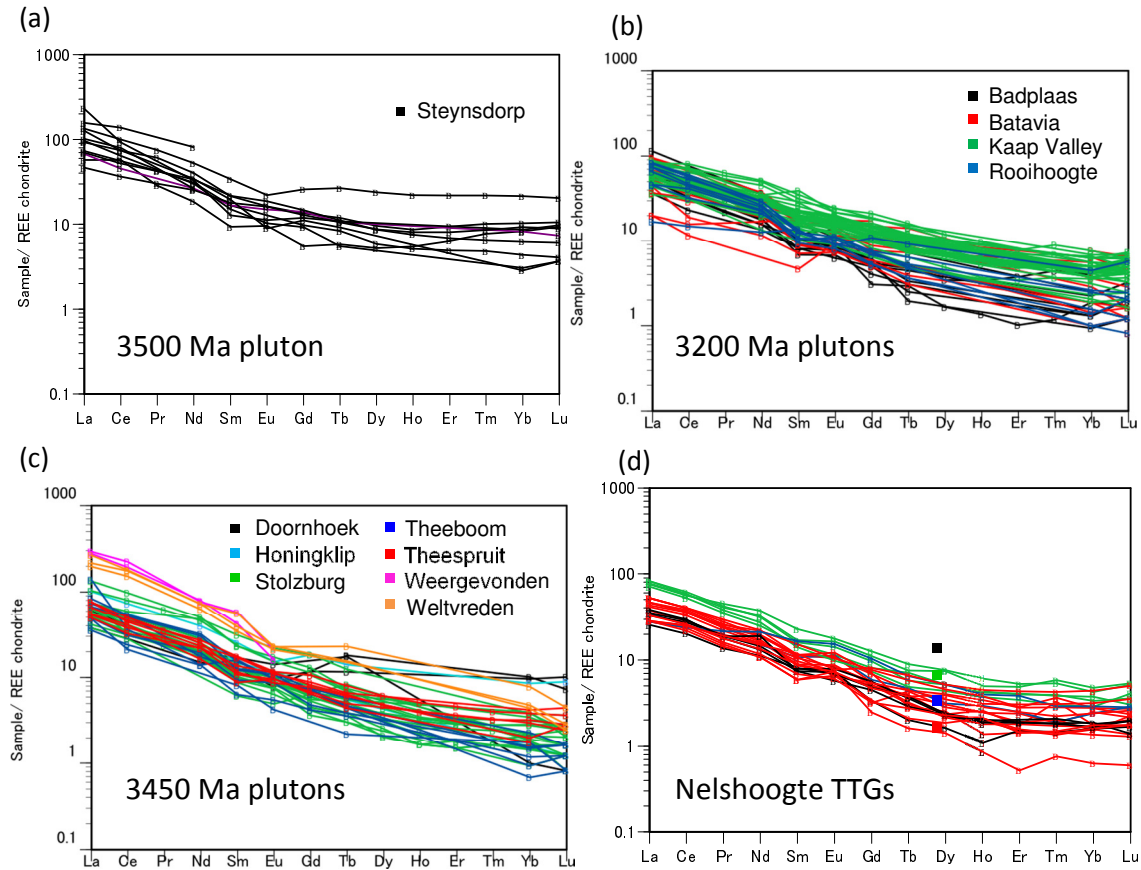 (a)
1000
100
10
1
0.1
Sample/ REE chondrite
Steynsdorp
3500 Ma pluton
La Ce Pr Nd Sm Eu Gd Tb Dy Ho Er Tm Yb Lu
(b)
1000
100
10
1
0.1
Sample/ REE chondrite
Badplaas
Batavia
Kaap Valley
Rooihoogte
3200 Ma plutons
La Ce Pr Nd Sm Eu Gd Tb Dy Ho Er Tm Yb Lu
(c)
1000
100
10
1
0.1
Sample/ REE chondrite
Doornhoek
Honingklip
Stolzburg
Theeboom
Theespruit
Weergevonden
Weltvreden
3450 Ma plutons
La Ce Pr Nd Sm Eu Gd Tb Dy Ho Er Tm Yb Lu
(d)
1000
100
10
1
0.1
Sample/ REE chondrite
Nelshoogte TTGs
La Ce Pr Nd Sm Eu Gd Tb Dy Ho Er Tm Yb Lu